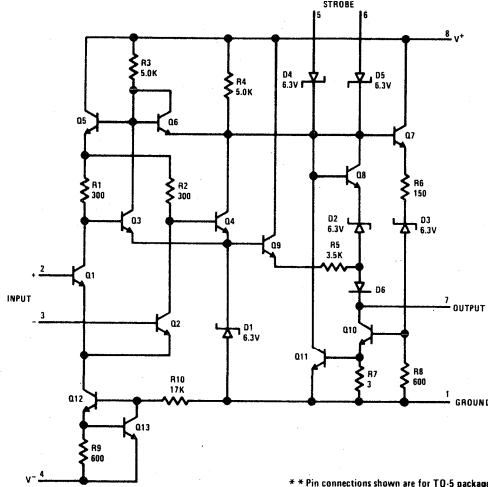 STROBE
5 6
8 V+
R3
5.0K
R4
5.0K
D4
6.3V
D5
6.3V
Q5
Q6
Q7
Q8
R1
300
R2
300
R6
150
Q3
Q4
D2
6.3V
D3
6.3V
Q9
R5
3.5K
+ 2
Q1
D6
INPUT
7
OUTPUT
− 3
Q2
D1
6.3V
Q10
Q11
R7
3
R8
600
R10
17K
1
GROUND
Q12
Q13
R9
600
V− 4
* * Pin connections shown are for TO-5 package